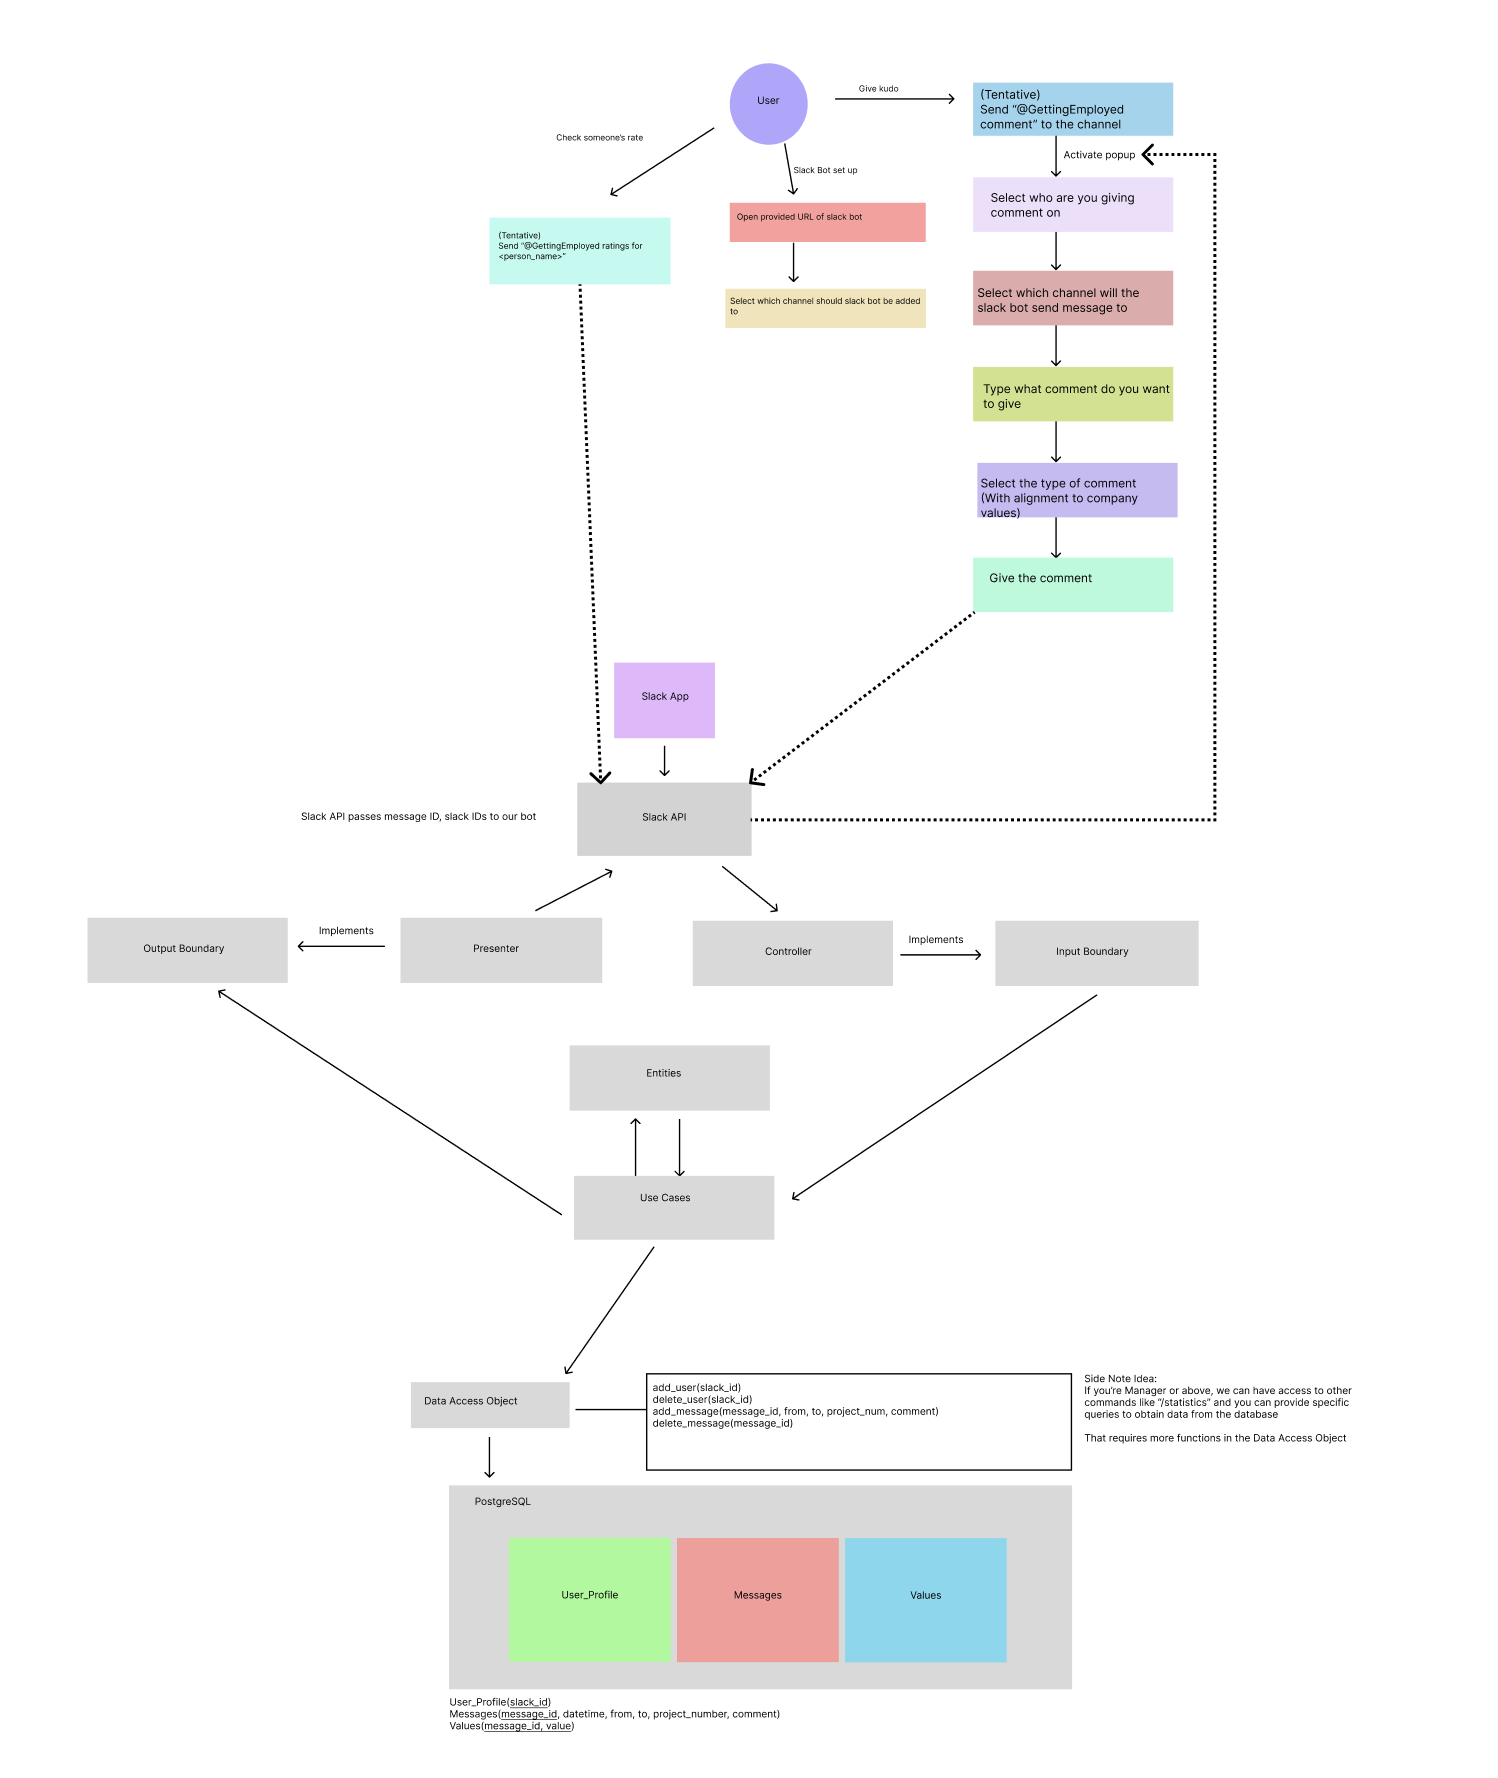 User
Give kudo
(Tentative)
Send “@GettingEmployed
comment” to the channel
Check someone's rate
Activate popup
Slack Bot set up
Select who are you giving
comment on
Open provided URL of slack bot
(Tentative)
Send “@GettingEmployed ratings for
<person_name>”
Select which channel should slack bot be added
to
Select which channel will the
slack bot send message to
Type what comment do you want
to give
Select the type of comment
(With alignment to company
values)
Give the comment
Slack App
Slack API passes message ID, slack IDs to our bot
Slack API
Output Boundary
Implements
Presenter
Controller
Implements
Input Boundary
Entities
Use Cases
Data Access Object
add_user(slack_id)
delete_user(slack_id)
add_message(message_id, from, to, project_num, comment)
delete_message(message_id)
Side Note Idea:
If you're Manager or above, we can have access to other
commands like “/statistics” and you can provide specific
queries to obtain data from the database
That requires more functions in the Data Access Object
PostgreSQL
User_Profile
Messages
Values
User_Profile(slack_id)
Messages(message_id, datetime, from, to, project_number, comment)
Values(message_id, value)